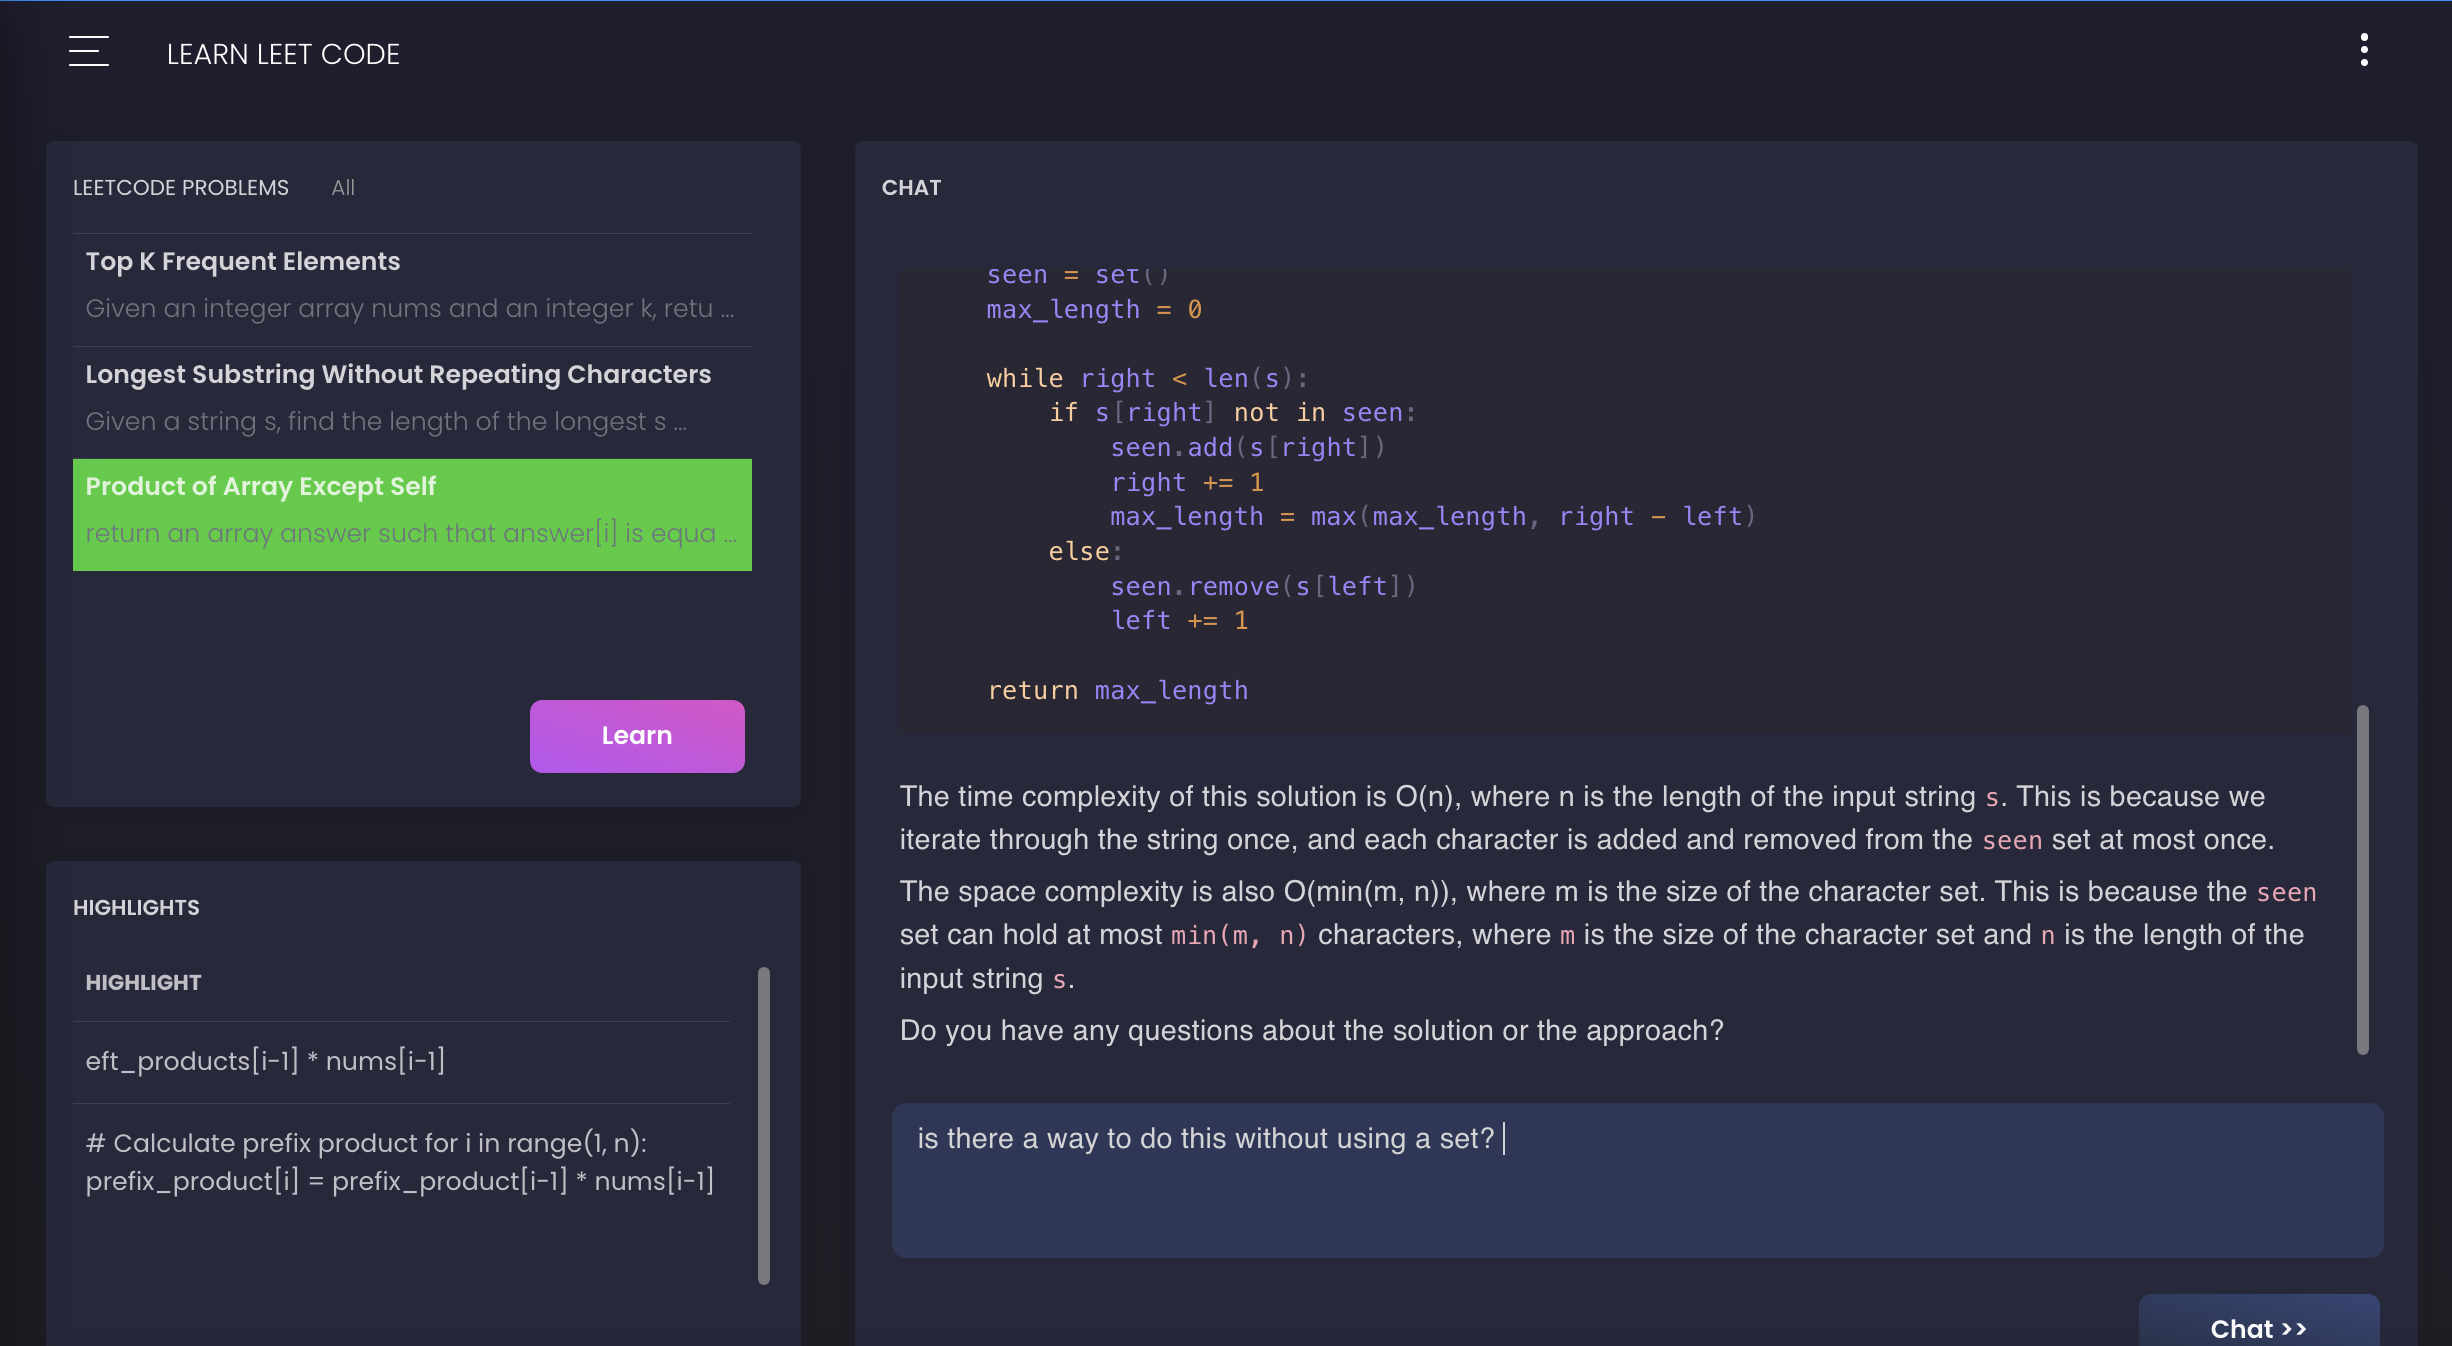 LEARN LEET CODE
LEETCODE PROBLEMS All
Top K Frequent Elements
Given an integer array nums and an integer k, retu ...
Longest Substring Without Repeating Characters
Given a string s, find the length of the longest s ...
Product of Array Except Self
return an array answer such that answer[i] is equa ...
Learn
HIGHLIGHTS
HIGHLIGHT
eft_products[i-1] * nums[i-1]
# Calculate prefix product for i in range(1, n):
prefix_product[i] = prefix_product[i-1] * nums[i-1]
CHAT
seen = set()
max_length = 0
while right < len(s):
if s[right] not in seen:
seen.add(s[right])
right += 1
max_length = max(max_length, right - left)
else:
seen.remove(s[left])
left += 1
return max_length
The time complexity of this solution is O(n), where n is the length of the input string s. This is because we
iterate through the string once, and each character is added and removed from the seen set at most once.
The space complexity is also O(min(m, n)), where m is the size of the character set. This is because the seen
set can hold at most min(m, n) characters, where m is the size of the character set and n is the length of the
input string s.
Do you have any questions about the solution or the approach?
is there a way to do this without using a set?
Chat >>